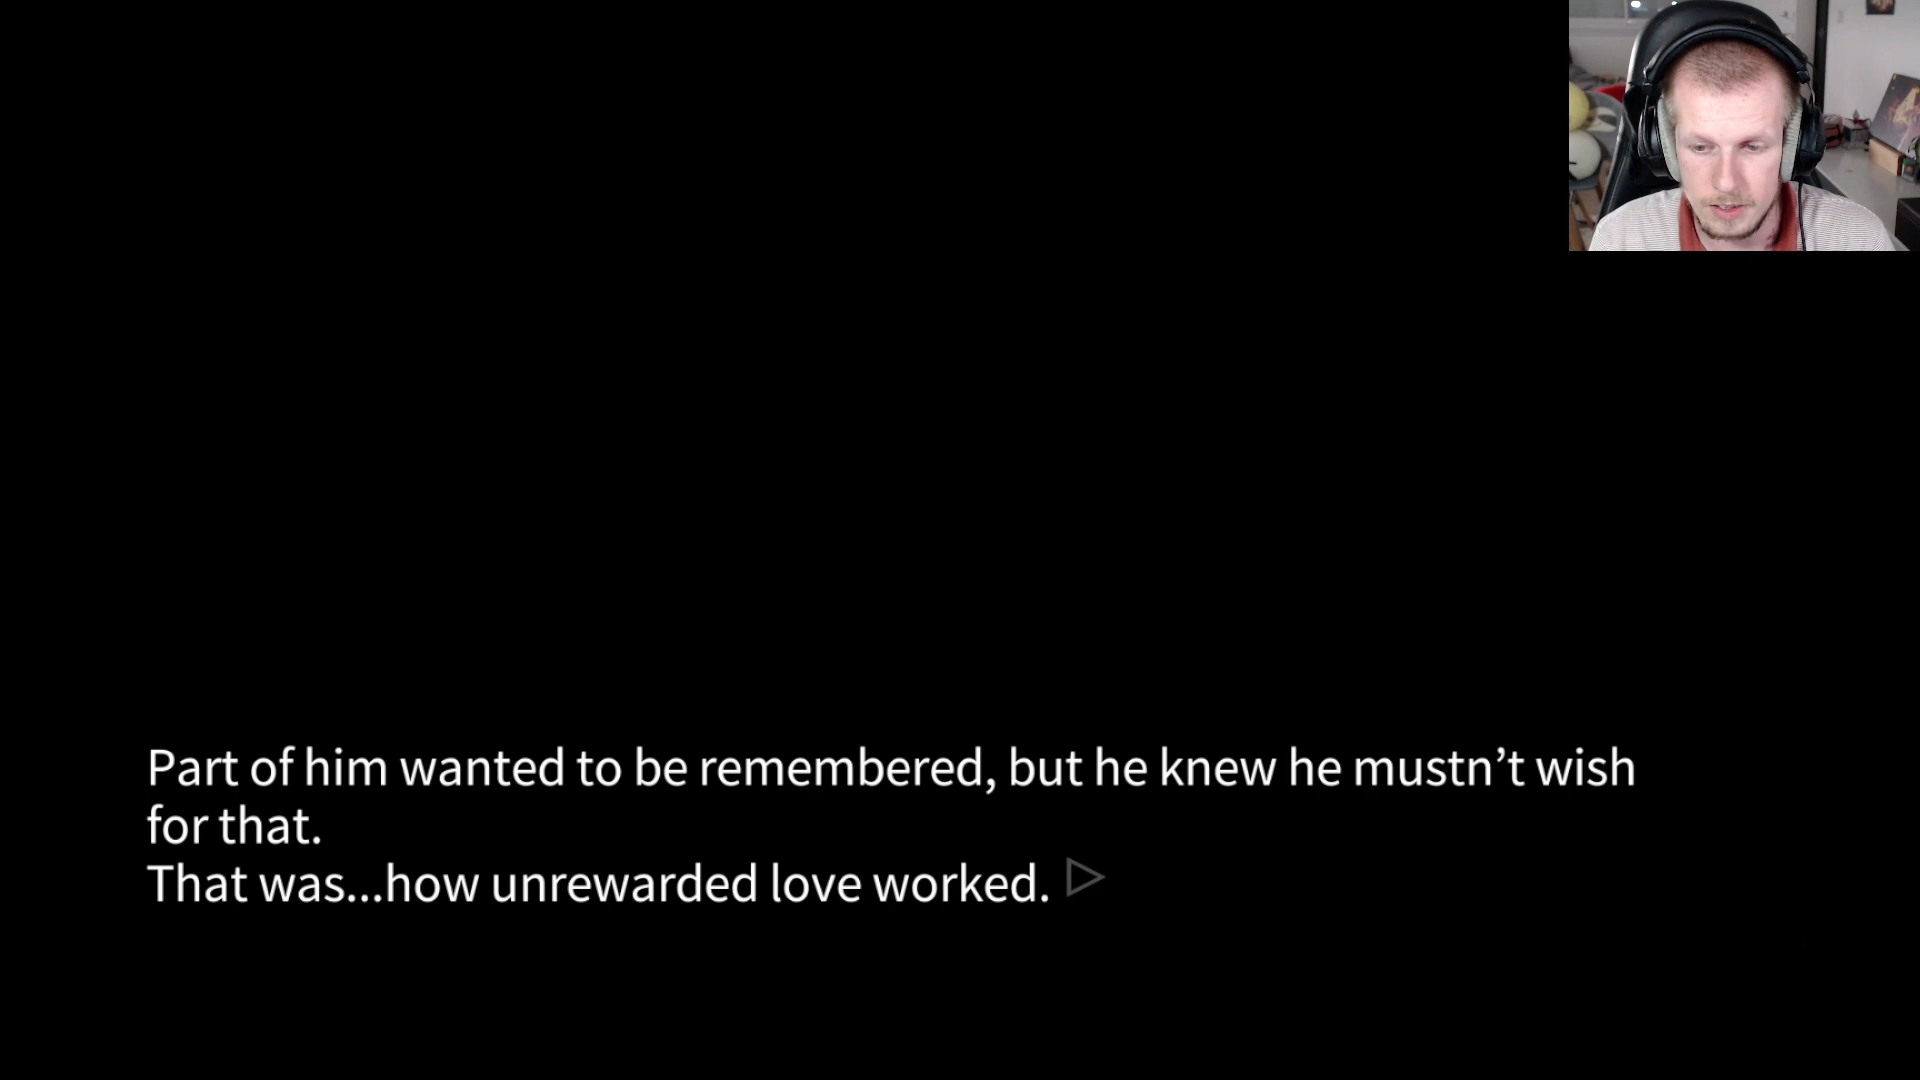 Part of him wanted to be remembered, but he knew he mustn’t wish
for that.
That was...how unrewarded love worked.